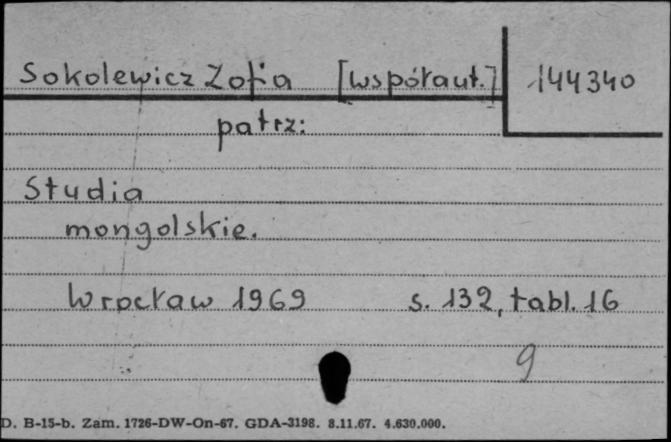 Sokolewicz Zofia [współaut.] 144340
patrz:
Studia
mongolskie.
Wrocław 1969 s. 132, tabl. 16
9
D. B-15-b. Zam. 1726-DW-On-67. GDA-3198. 8.11.67. 4.630.000.